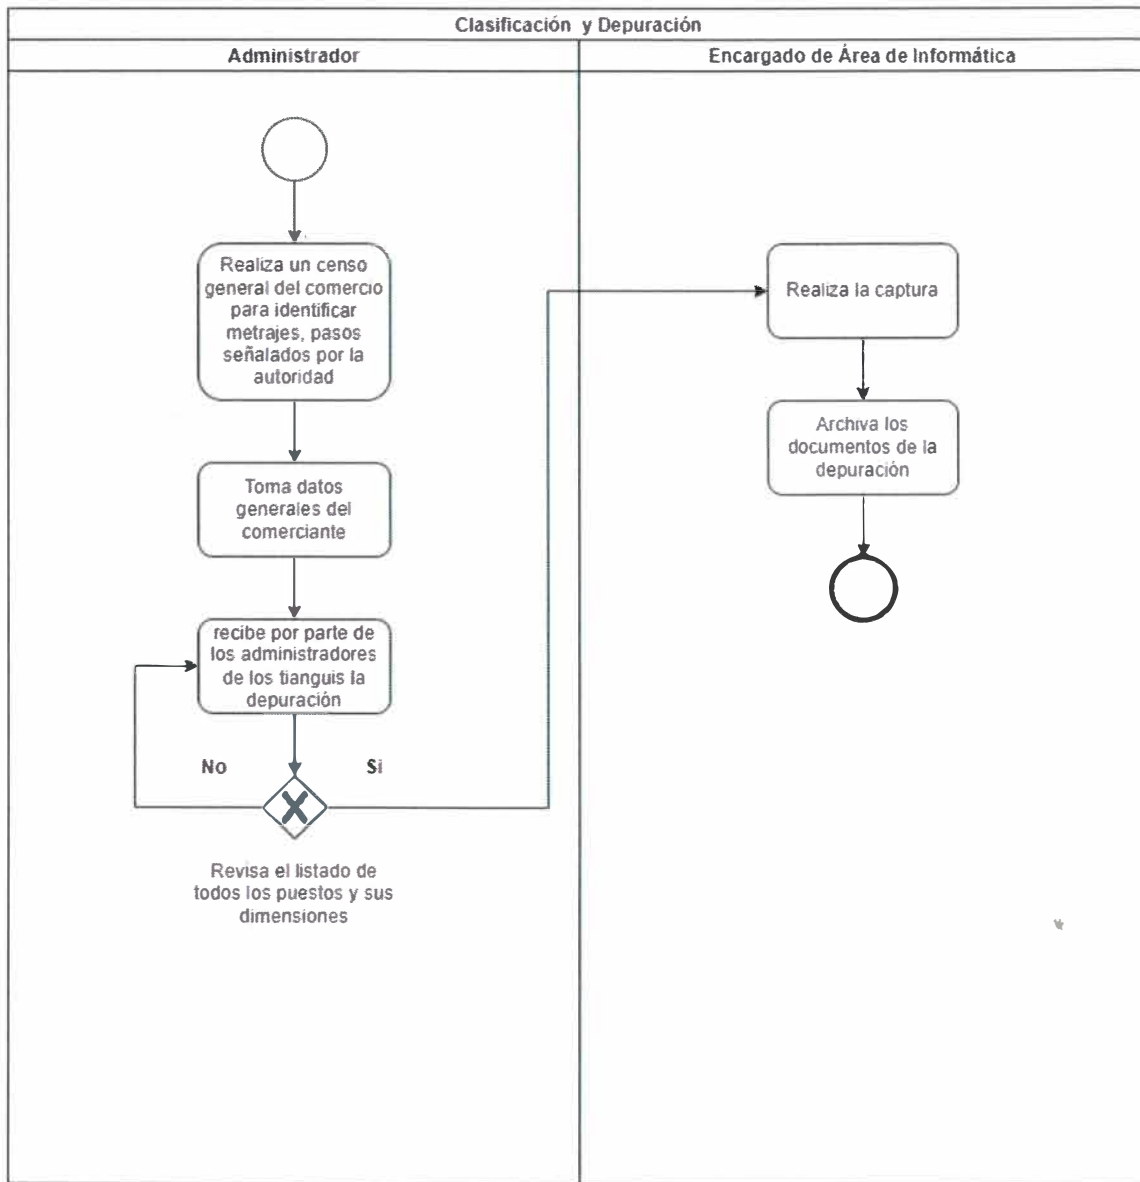 Clasificación y Depuración
Administrador
Encargado de Área de Informática
Realiza un censo
general del comercio
para identificar
metrajes, pasos
señalados por la
autoridad
Toma datos
generales del
comerciante
recibe por parte de
los administradores
de los tianguis la
depuración
No
Si
Revisa el listado de
todos los puestos y sus
dimensiones
Realiza la captura
Archiva los
documentos de la
depuración